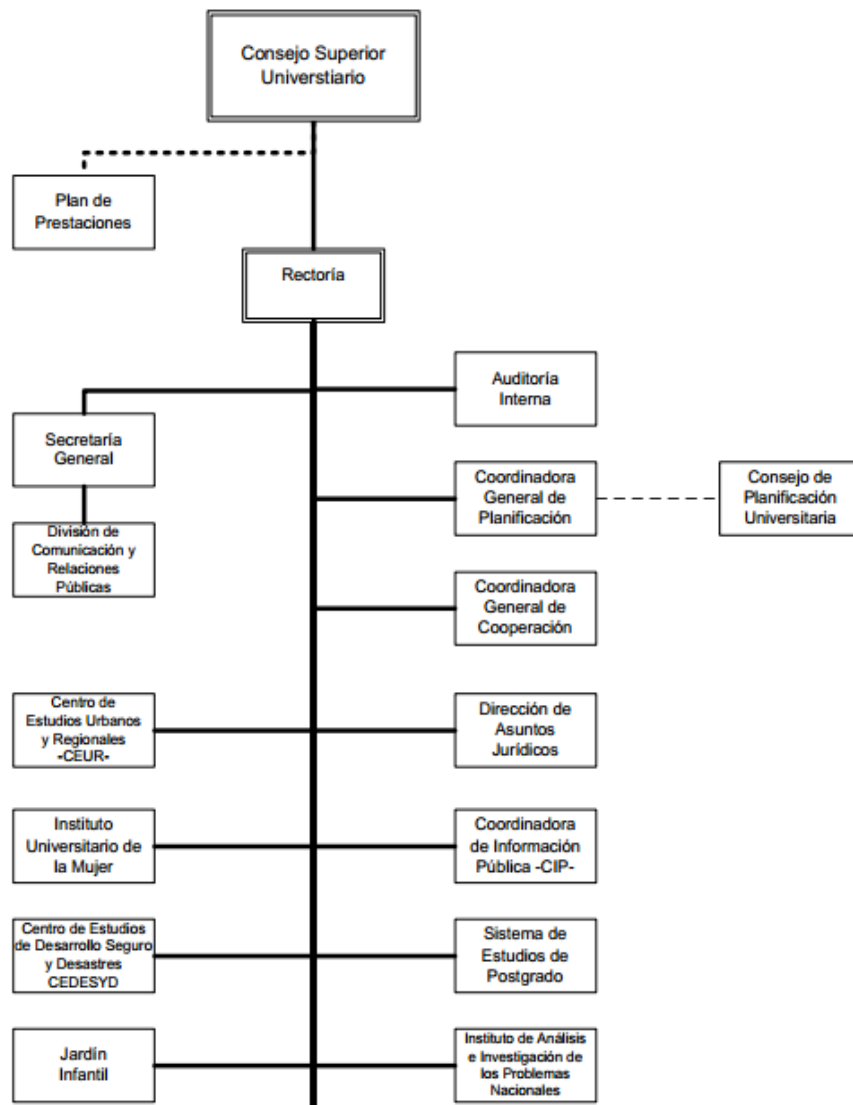 Consejo Superior
Universtiario
Plan de
Prestaciones
Rectoría
Auditoría
Interna
Secretaría
General
Coordinadora
General de
Planificación
Consejo de
Planificación
Universitaria
División de
Comunicación y
Relaciones
Públicas
Coordinadora
General de
Cooperación
Centro de
Estudios Urbanos
y Regionales
-CEUR-
Dirección de
Asuntos
Jurídicos
Instituto
Universitario de
la Mujer
Coordinadora
de Información
Pública -CIP-
Centro de Estudios
de Desarrollo Seguro
y Desastres
CEDESYD
Sistema de
Estudios de
Postgrado
Jardín
Infantil
Instituto de Análisis
e Investigación de
los Problemas
Nacionales